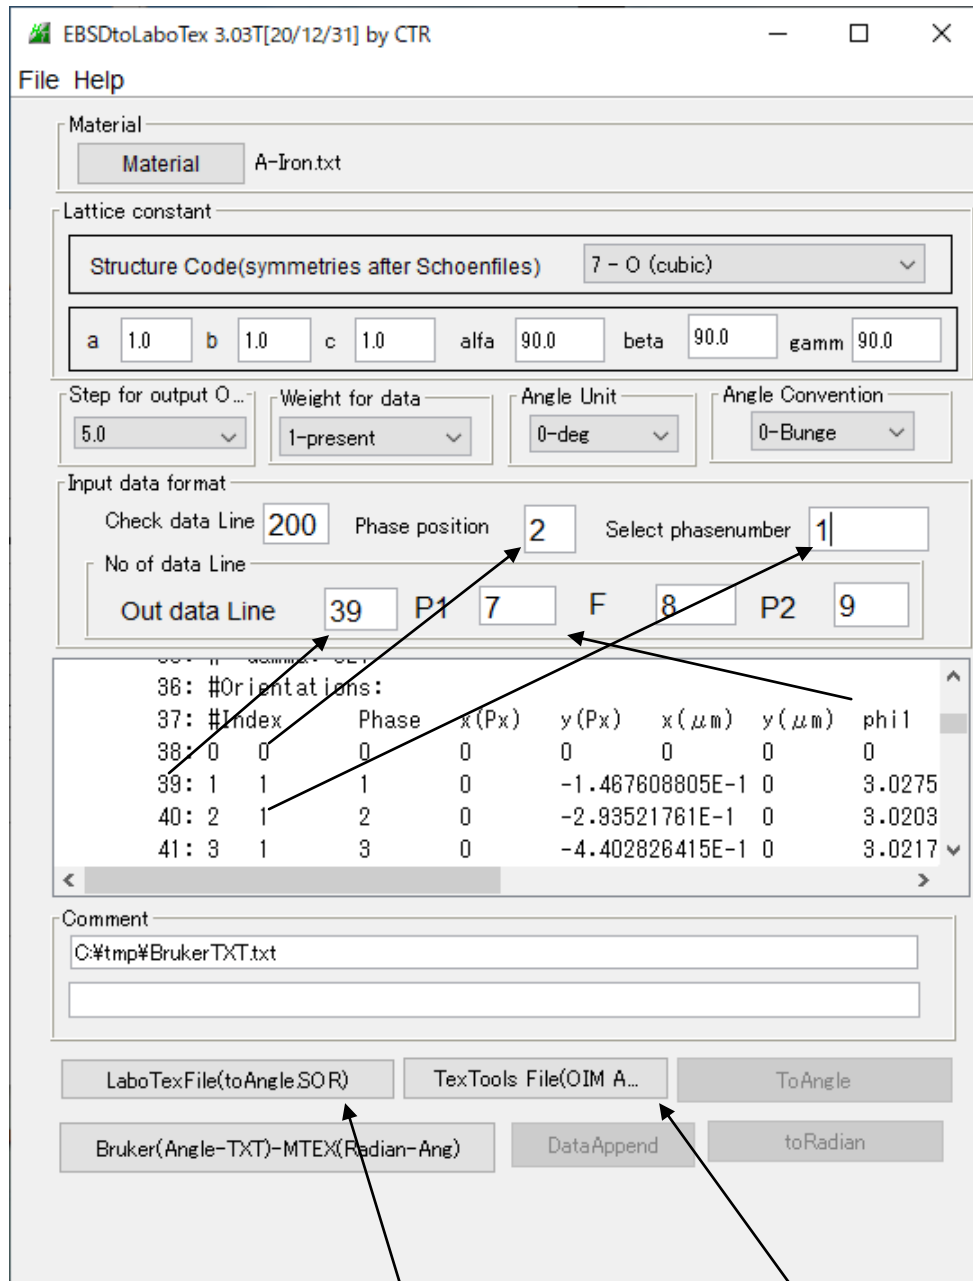 EBSDtoLaboTex 3.03T[20/12/31] by CTR
File Help
Material
Material A-Iron.txt
Lattice constant
Structure Code(symmetries after Schoenfiles) 7 - O (cubic)
a 1.0 b 1.0 c 1.0 alfa 90.0 beta 90.0 gamm 90.0
Step for output O... Weight for data Angle Unit Angle Convention
5.0 1-present 0-deg 0-Bunge
Input data format
Check data Line 200 Phase position 2 Select phasenumber 1
No of data Line
Out data Line 39 P1 7 F 8 P2 9
36: #Orientations:
37: #Index Phase x(Px) y(Px) x(μm) y(μm) phi1
38: 0 0 0 0 0 0 0
39: 1 1 1 0 -1.467608805E-1 0 3.0275
40: 2 1 2 0 -2.93521761E-1 0 3.0203
41: 3 1 3 0 -4.402826415E-1 0 3.0217
Comment
C:¥tmp¥BrukerTXT.txt
LaboTexFile(toAngle.SOR) TexTools File(OIM A... ToAngle
Bruker(Angle-TXT)-MTEX(Radian-Ang) DataAppend toRadian